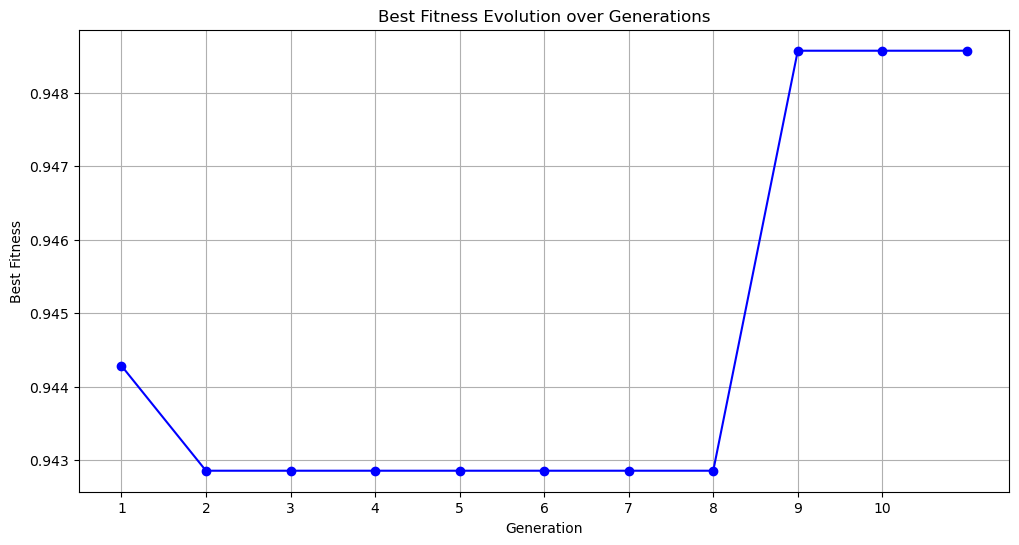 Best Fitness Evolution over Generations
0.948
0.947
0.946
0.945
0.944
0.943
Best Fitness
1 2 3 4 5 6 7 8 9 10
Generation